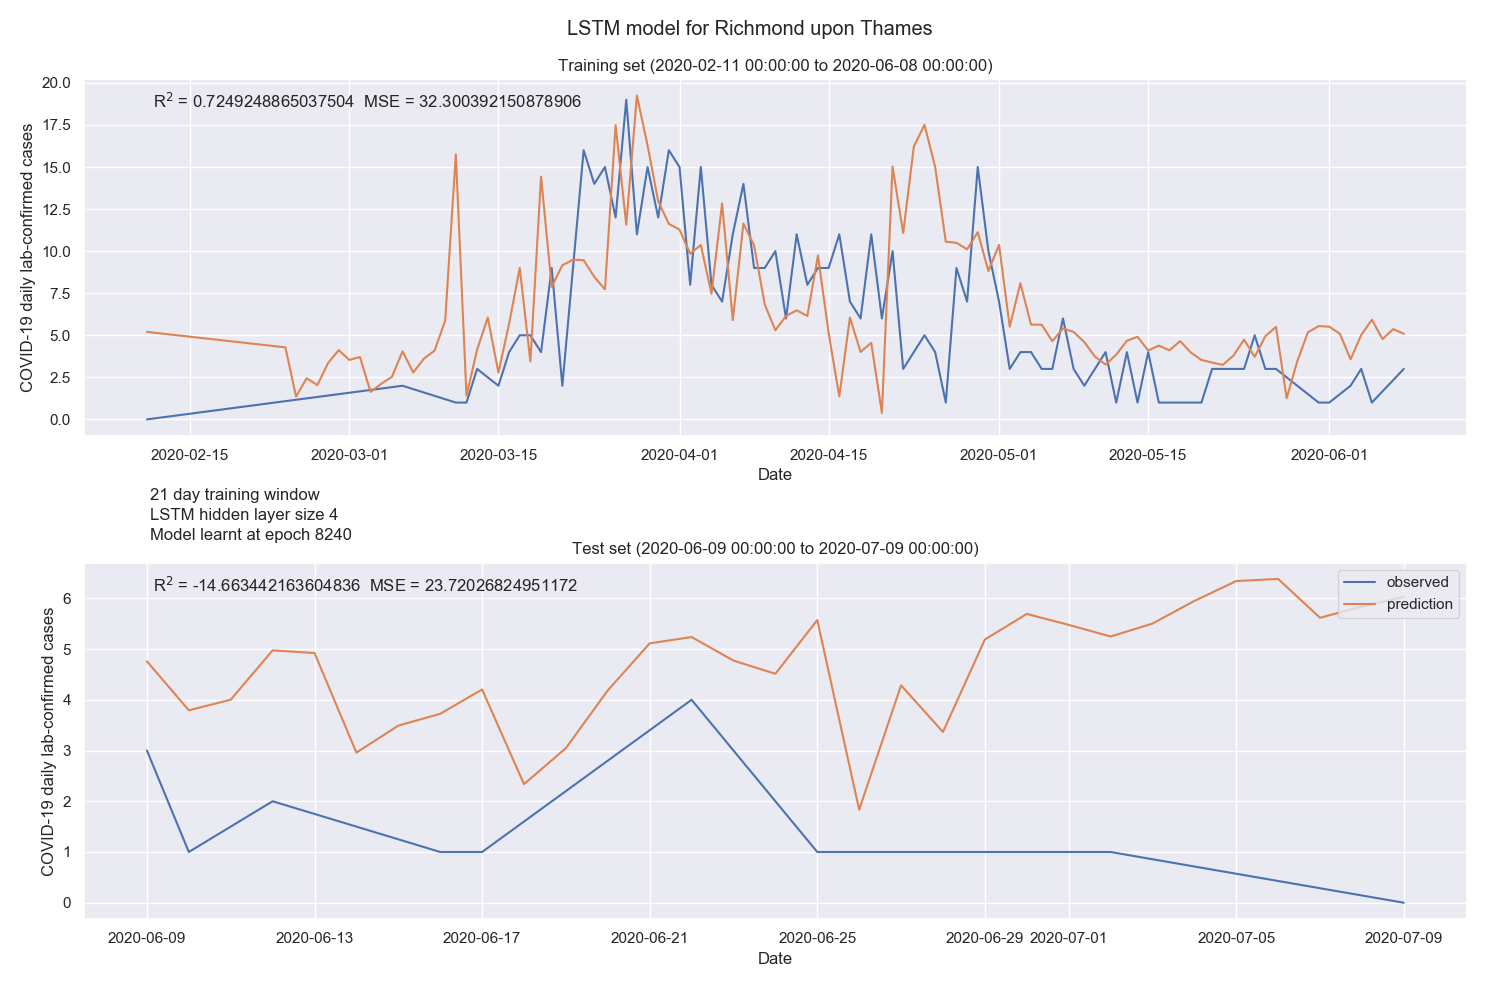 LSTM model for Richmond upon Thames
Training set (2020-02-11 00:00:00 to 2020-06-08 00:00:00)
R² = 0.7249248865037504 MSE = 32.300392150878906
COVID-19 daily lab-confirmed cases
20.0
17.5
15.0
12.5
10.0
7.5
5.0
2.5
0.0
2020-02-15 2020-03-01 2020-03-15 2020-04-01 2020-04-15 2020-05-01 2020-05-15 2020-06-01
Date
21 day training window
LSTM hidden layer size 4
Model learnt at epoch 8240
Test set (2020-06-09 00:00:00 to 2020-07-09 00:00:00)
R² = -14.663442163604836 MSE = 23.72026824951172
observed
prediction
COVID-19 daily lab-confirmed cases
6
5
4
3
2
1
0
2020-06-09 2020-06-13 2020-06-17 2020-06-21 2020-06-25 2020-06-29 2020-07-01 2020-07-05 2020-07-09
Date